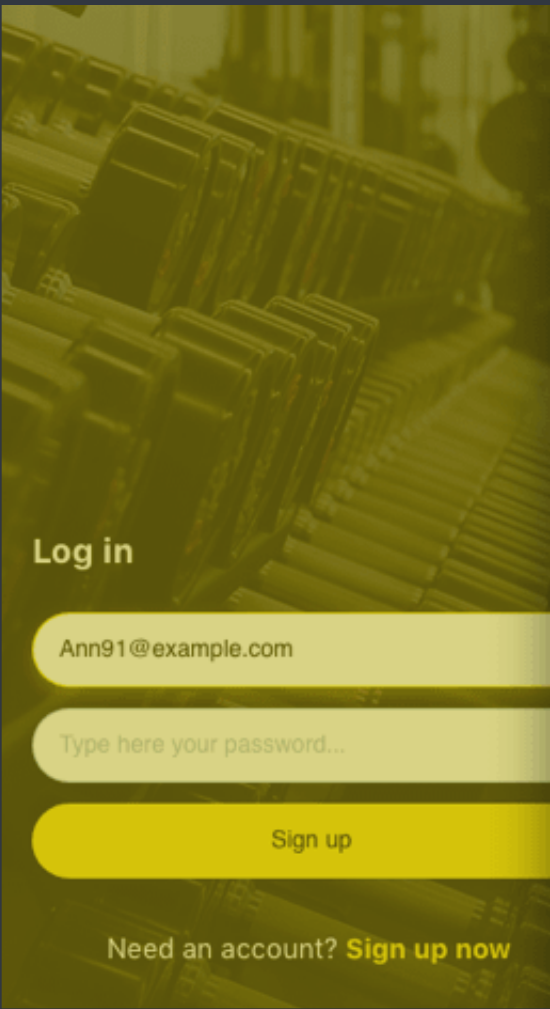 Log in
Ann91@example.com
Type here your password...
Sign up
Need an account? Sign up now